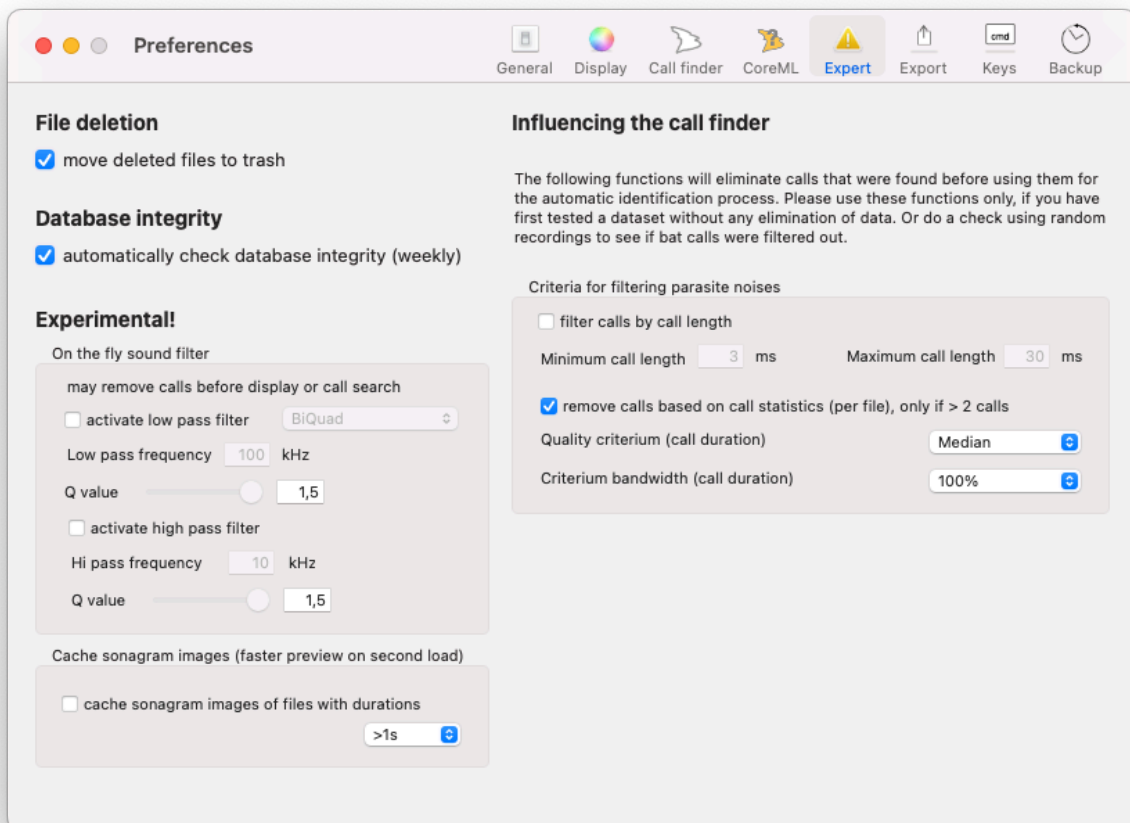 Preferences
General
Display
Call finder
CoreML
Expert
cmd
Export
Keys
Backup
File deletion
move deleted files to trash
Database integrity
automatically check database integrity (weekly)
Experimental!
On the fly sound filter
may remove calls before display or call search
activate low pass filter BiQuad
Low pass frequency 100 kHz
Q value 1,5
activate high pass filter
Hi pass frequency 10 kHz
Q value 1,5
Cache sonagram images (faster preview on second load)
cache sonagram images of files with durations
>1s
Influencing the call finder
The following functions will eliminate calls that were found before using them for
the automatic identification process. Please use these functions only, if you have
first tested a dataset without any elimination of data. Or do a check using random
recordings to see if bat calls were filtered out.
Criteria for filtering parasite noises
filter calls by call length
Minimum call length 3 ms Maximum call length 30 ms
remove calls based on call statistics (per file), only if > 2 calls
Quality criterium (call duration) Median
Criterium bandwidth (call duration) 100%